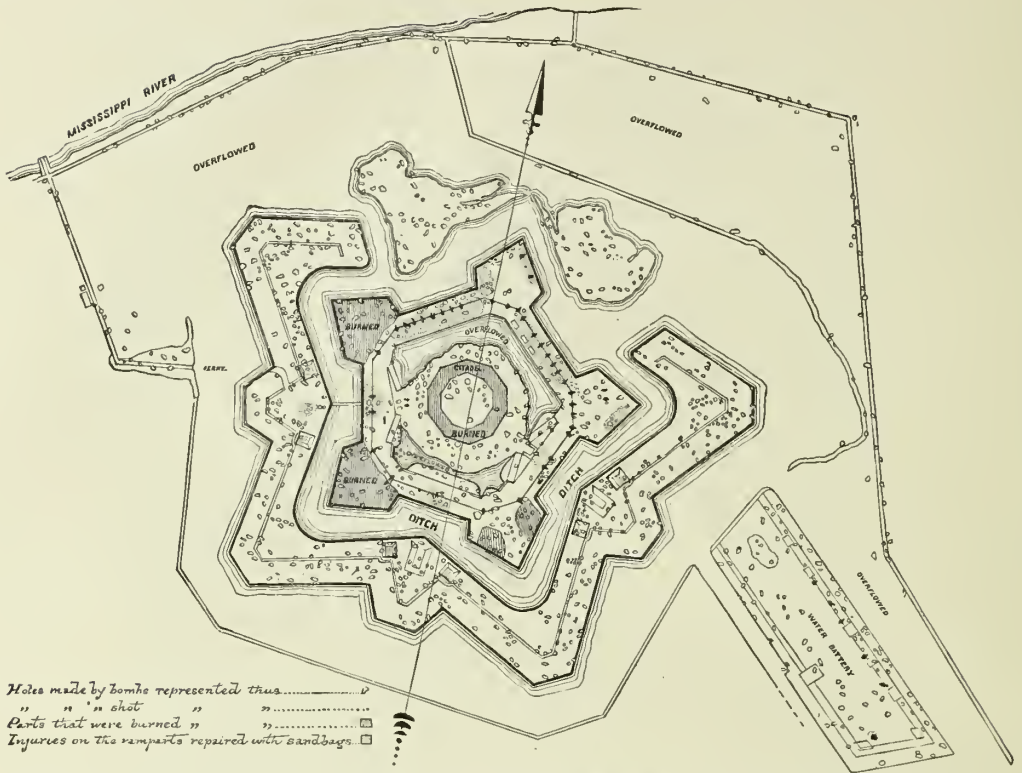 MISSISSIPPI RIVER
OVERFLOWED
OVERFLOWED
BURNED
OVERFLOWED
CITADEL
BURNED
OVERFLOWED
BURNED
DITCH
DITCH
OVERFLOWED
WATER BATTERY
Holes made by bombs represented thus
" " " shot " "
Parts that were burned " "
Injuries on the ramparts repaired with sandbags